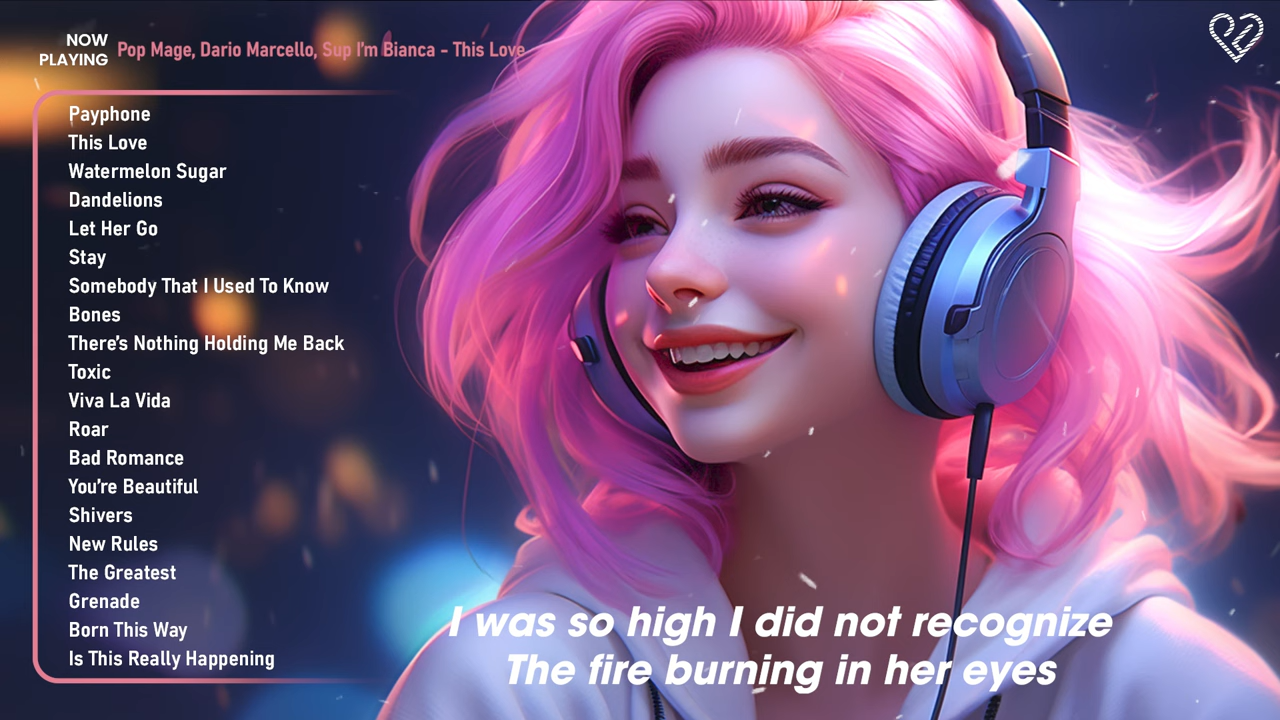 NOW
PLAYING
Pop Mage, Dario Marcello, Sup I'm Bianca - This Love
Payphone
This Love
Watermelon Sugar
Dandelions
Let Her Go
Stay
Somebody That I Used To Know
Bones
There's Nothing Holding Me Back
Toxic
Viva La Vida
Roar
Bad Romance
You're Beautiful
Shivers
New Rules
The Greatest
Grenade
Born This Way
Is This Really Happening
I was so high I did not recognize
The fire burning in her eyes